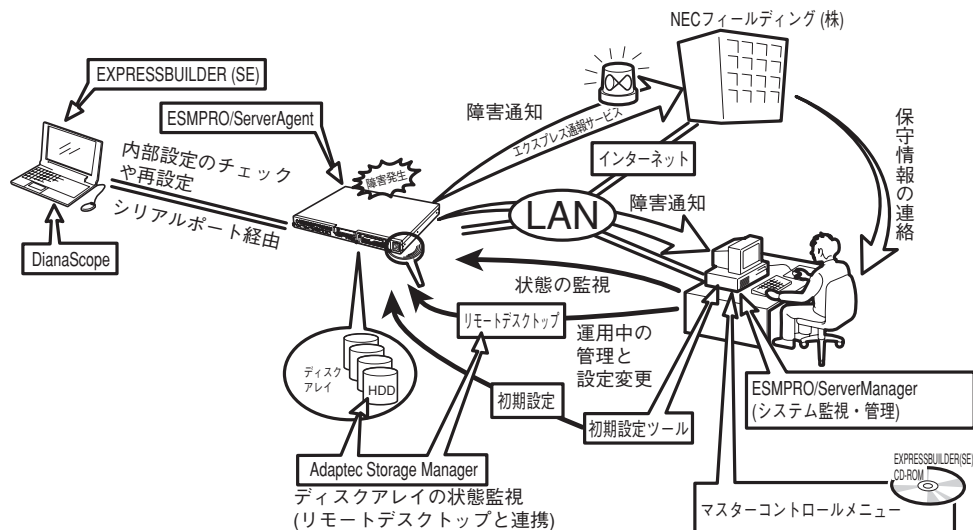 NECフィールディング(株)
EXPRESSBUILDER (SE)
ESMPRO/ServerAgent
障害通知
エクスプレス通報サービス
保守情報の連絡
内部設定のチェック
や再設定
障害発生
インターネット
シリアルポート経由
LAN
障害通知
DianaScope
状態の監視
リモートデスクトップ
運用中の
管理と
設定変更
ディスク
アレイ
HDD
初期設定
初期設定ツール
ESMPRO/ServerManager
(システム監視・管理)
Adaptec Storage Manager
ディスクアレイの状態監視
(リモートデスクトップと連携)
EXPRESSBUILDER(SE)
CD-ROM
マスターコントロールメニュー